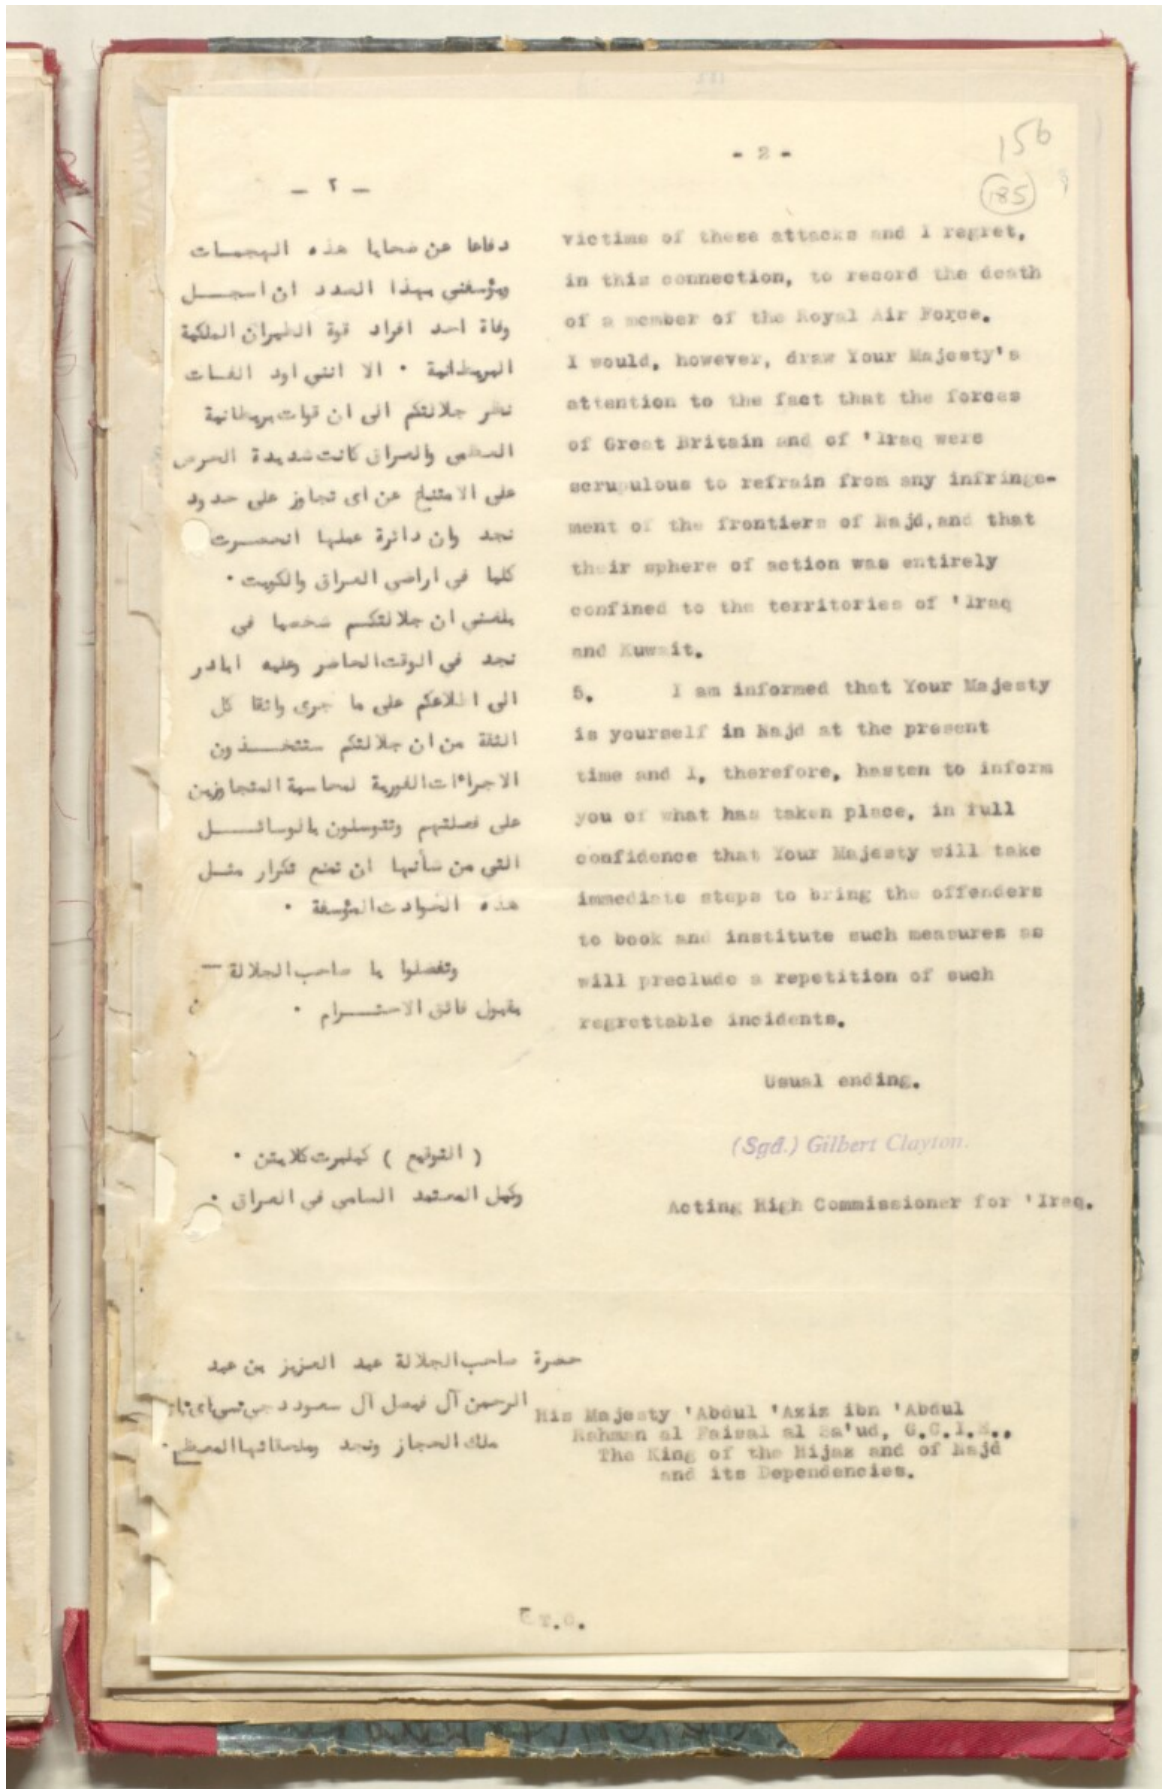 156
- 2 -
185
victims of these attacks and I regret,
in this connection, to record the death
of a member of the Royal Air Force.
I would, however, draw Your Majesty's
attention to the fact that the forces
of Great Britain and of 'Iraq were
scrupulous to refrain from any infringe-
ment of the frontiers of Najd, and that
their sphere of action was entirely
confined to the territories of 'Iraq
and Kuwait.
5. I am informed that Your Majesty
is yourself in Najd at the present
time and I, therefore, hasten to inform
you of what has taken place, in full
confidence that Your Majesty will take
immediate steps to bring the offenders
to book and institute such measures as
will preclude a repetition of such
regrettable incidents.
Usual ending.
(Sgd.) Gilbert Clayton.
Acting High Commissioner for 'Iraq.
His Majesty 'Abdul 'Aziz ibn 'Abdul
Rahman al Faisal al Sa'ud, G.C.I.E.,
The King of the Hijaz and of Najd
and its Dependencies.
- ٢ -
دفاعا عن ضحايا هذه الهجمات
ويؤسفني بهذا الصدد ان اسجل
وفاة احد افراد قوة الطيران الملكية
البريطانية . الا انني اود الفات
نظر جلالتكم الى ان قوات بريطانية
العظمى والعراق كانت شديدة الحرص
على الامتناع عن اى تجاوز على حدود
نجد وان دائرة عملها انحصرت
كلها في اراضي العراق والكويت .
بلغني ان جلالتكم شخصيا في
نجد في الوقت الحاضر وعليه ابادر
الى اطلاعكم على ما جرى واثقا كل
الثقة من ان جلالتكم ستتخذون
الاجراءات الفورية لمحاسبة المتجاوزين
على فعلتهم وتتوسلون بالوسائل
التي من شأنها ان تمنع تكرار مثل
هذه الحوادث المؤسفة .
وتفضلوا يا صاحب الجلالة -
بقبول فائق الاحترام .
( التوقيع ) كيلبرت كلايتن .
وكيل المعتمد السامي في العراق .
حضرة صاحب الجلالة عبد العزيز بن عبد
الرحمن آل فيصل آل سعود جي سي اى
ملك الحجاز ونجد وملحقاتها المعظم .
T.O.